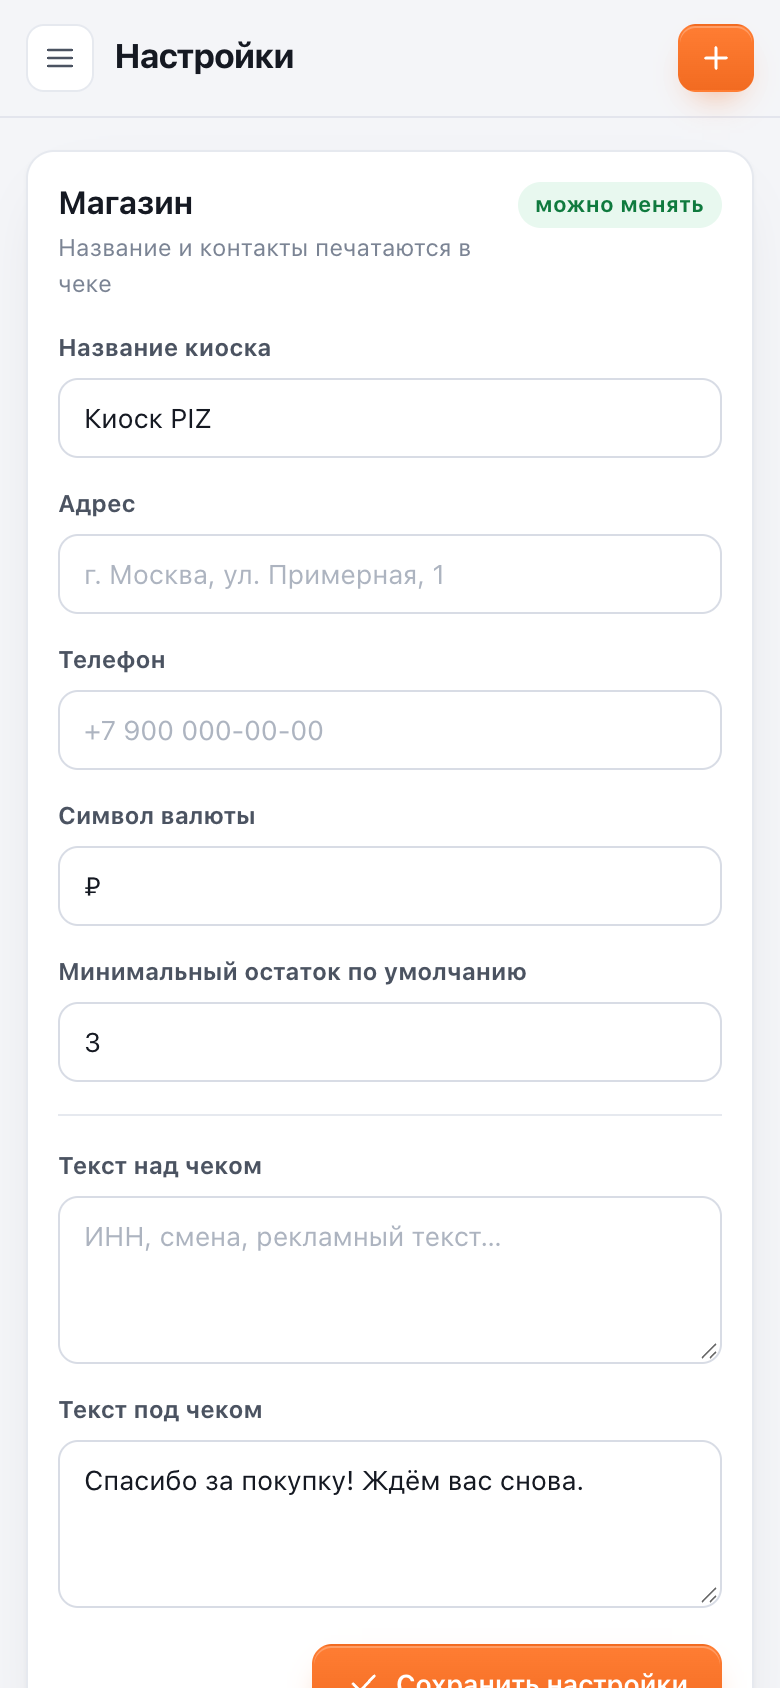 Настройки
Магазин
можно менять
Название и контакты печатаются в
чеке
Название киоска
Киоск PIZ
Адрес
г. Москва, ул. Примерная, 1
Телефон
+7 900 000-00-00
Символ валюты
₽
Минимальный остаток по умолчанию
3
Текст над чеком
ИНН, смена, рекламный текст...
Текст под чеком
Спасибо за покупку! Ждём вас снова.
Сохранить настройки